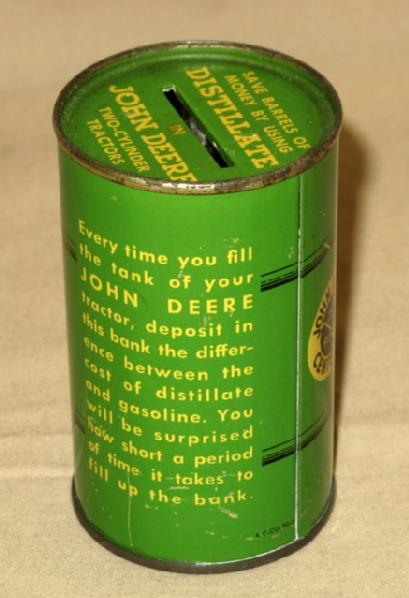 SAVE BARRELS OF
MONEY BY USING
DISTILLATE
IN
JOHN DEERE
TWO-CYLINDER
TRACTORS
Every time you fill
the tank of your
JOHN DEERE
tractor, deposit in
this bank the differ-
ence between the
cost of distillate
and gasoline. You
will be surprised
how short a period
of time it takes to
fill up the bank.